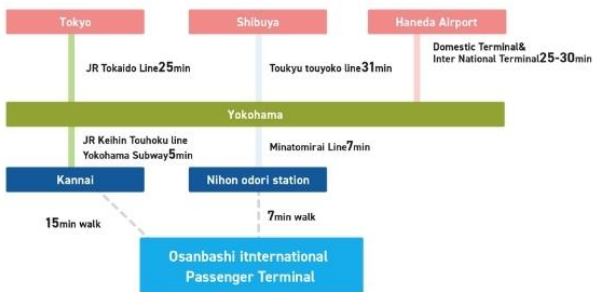 Tokyo
Shibuya
Haneda Airport
JR Tokaido Line25min
Toukyu touyoko line31min
Domestic Terminal&
Inter National Terminal25-30min
Yokohama
JR Keihin Touhoku line
Yokohama Subway5min
Minatomirai Line7min
Kannai
Nihon odori station
15min walk
7min walk
Osanbashi itnternational
Passenger Terminal